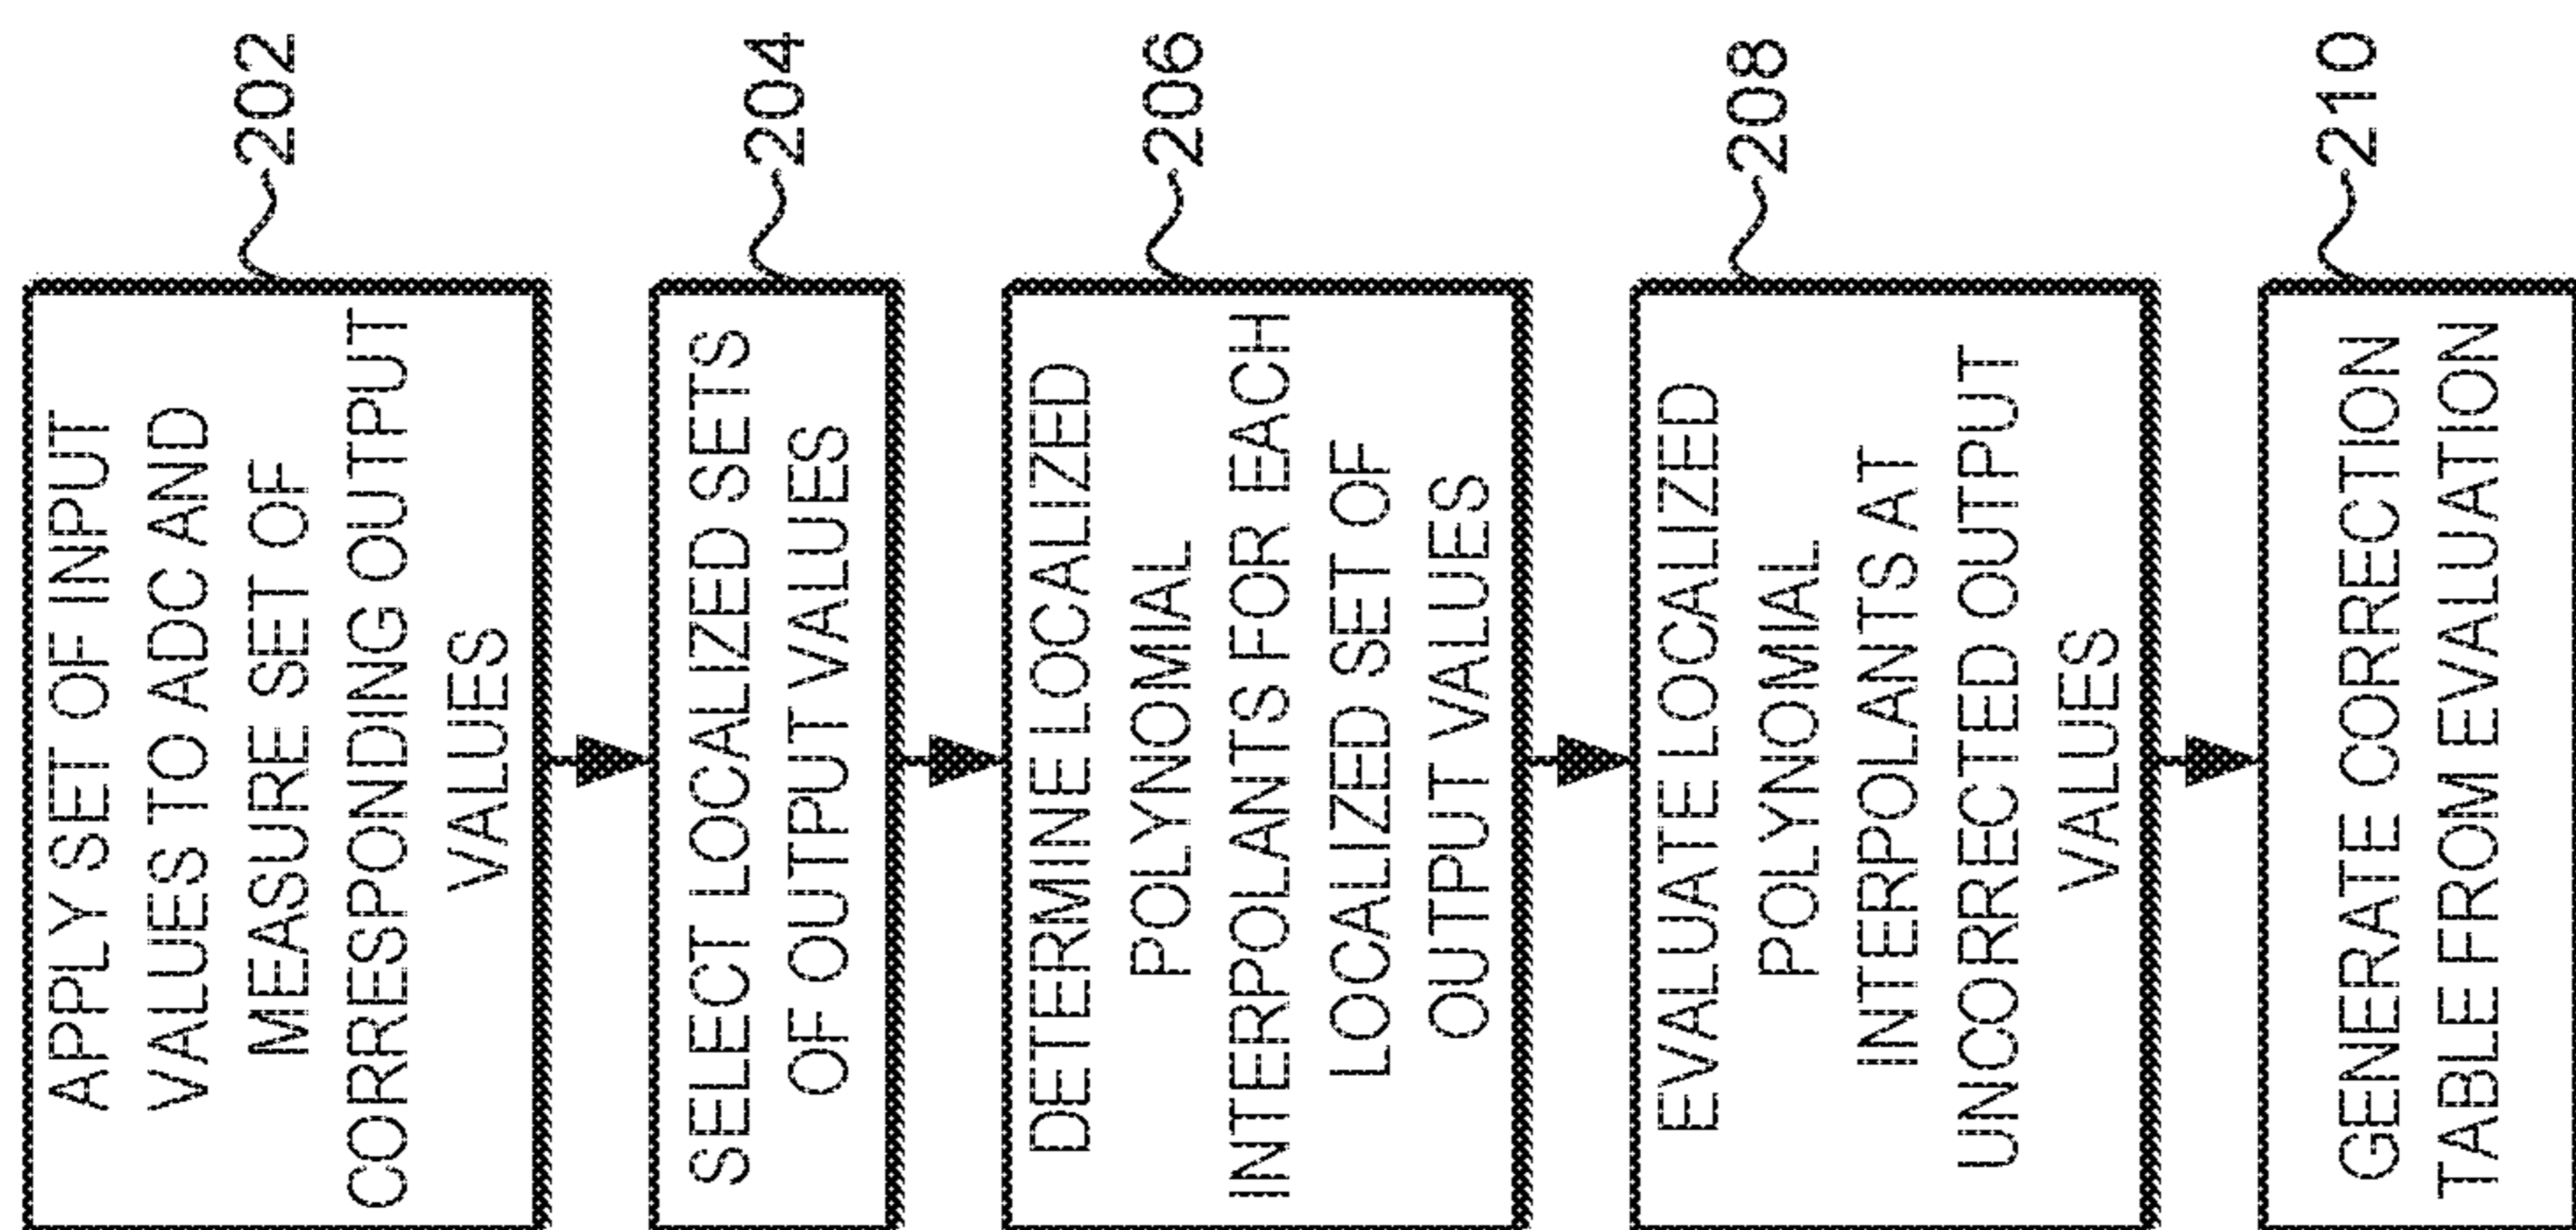 APPLY SET OF INPUT
VALUES TO ADC AND
MEASURE SET OF
CORRESPONDING OUTPUT
VALUES
202
SELECT LOCALIZED SETS
OF OUTPUT VALUES
204
DETERMINE LOCALIZED
POLYNOMIAL
INTERPOLANTS FOR EACH
LOCALIZED SET OF
OUTPUT VALUES
206
EVALUATE LOCALIZED
POLYNOMIAL
INTERPOLANTS AT
UNCORRECTED OUTPUT
VALUES
208
GENERATE CORRECTION
TABLE FROM EVALUATION
210